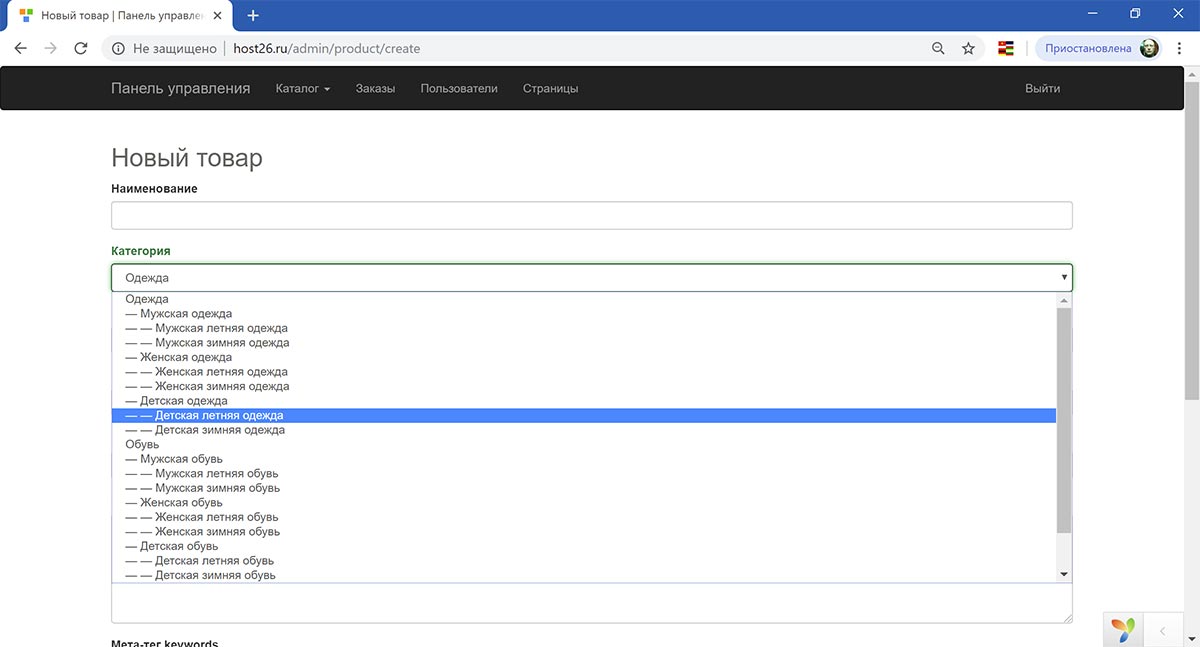 Новый товар | Панель управлен
Не защищено
host26.ru/admin/product/create
Приостановлена
Панель управления
Каталог
Заказы
Пользователи
Страницы
Выйти
Новый товар
Наименование
Категория
Одежда
Одежда
— Мужская одежда
— — Мужская летняя одежда
— — Мужская зимняя одежда
— Женская одежда
— — Женская летняя одежда
— — Женская зимняя одежда
— Детская одежда
— — Детская летняя одежда
— — Детская зимняя одежда
Обувь
— Мужская обувь
— — Мужская летняя обувь
— — Мужская зимняя обувь
— Женская обувь
— — Женская летняя обувь
— — Женская зимняя обувь
— Детская обувь
— — Детская летняя обувь
— — Детская зимняя обувь
Мета-тег keywords